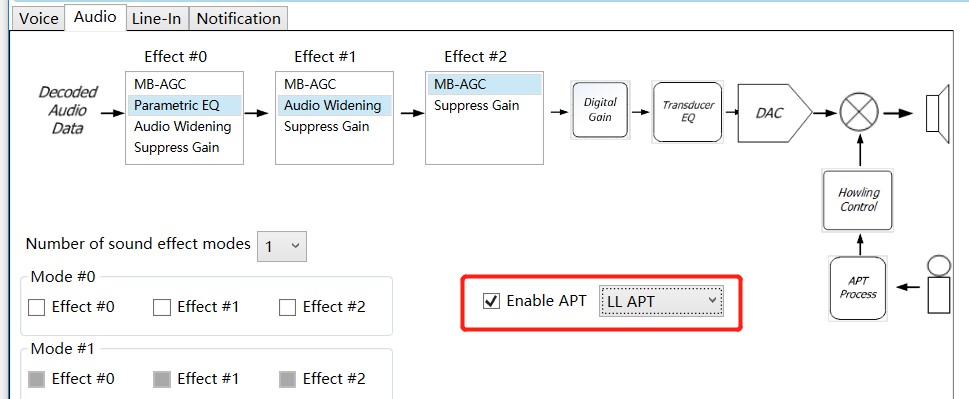 Voice
Audio
Line-In
Notification
Effect #0
Effect #1
Effect #2
Decoded
Audio
Data
MB-AGC
Parametric EQ
Audio Widening
Suppress Gain
MB-AGC
Audio Widening
Suppress Gain
MB-AGC
Suppress Gain
Digital
Gain
Transducer
EQ
DAC
Howling
Control
APT
Process
Number of sound effect modes
1
Mode #0
Effect #0
Effect #1
Effect #2
Enable APT
LL APT
Mode #1
Effect #0
Effect #1
Effect #2